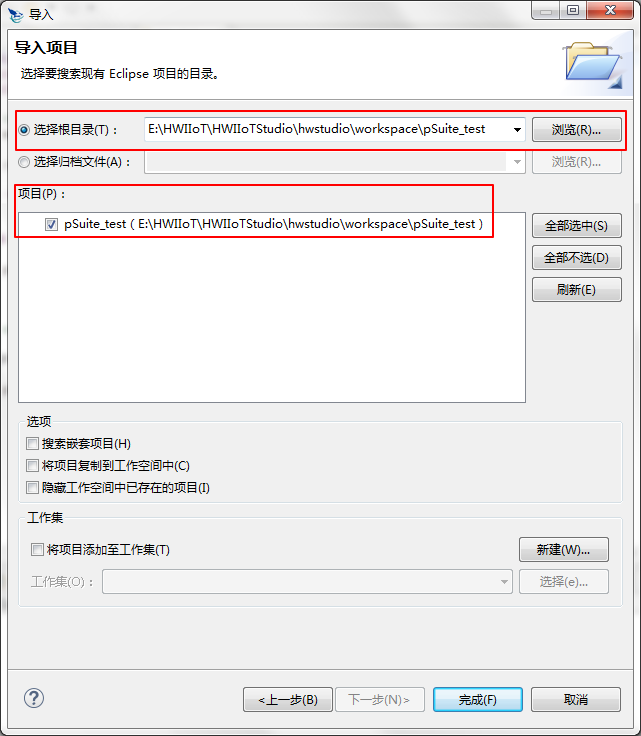 导入
导入项目
选择要搜索现有 Eclipse 项目的目录。
选择根目录(T)： E:\HWIIoT\HWIIoTStudio\hwstudio\workspace\pSuite_test 浏览(R)...
选择归档文件(A)： 浏览(R)...
项目(P)：
pSuite_test ( E:\HWIIoT\HWIIoTStudio\hwstudio\workspace\pSuite_test ) 全部选中(S)
全部不选(D)
刷新(E)
选项
搜索嵌套项目(H)
将项目复制到工作空间中(C)
隐藏工作空间中已存在的项目(I)
工作集
将项目添加至工作集(T) 新建(W)...
工作集(O)： 选择(e)...
<上一步(B) 下一步(N)> 完成(F) 取消